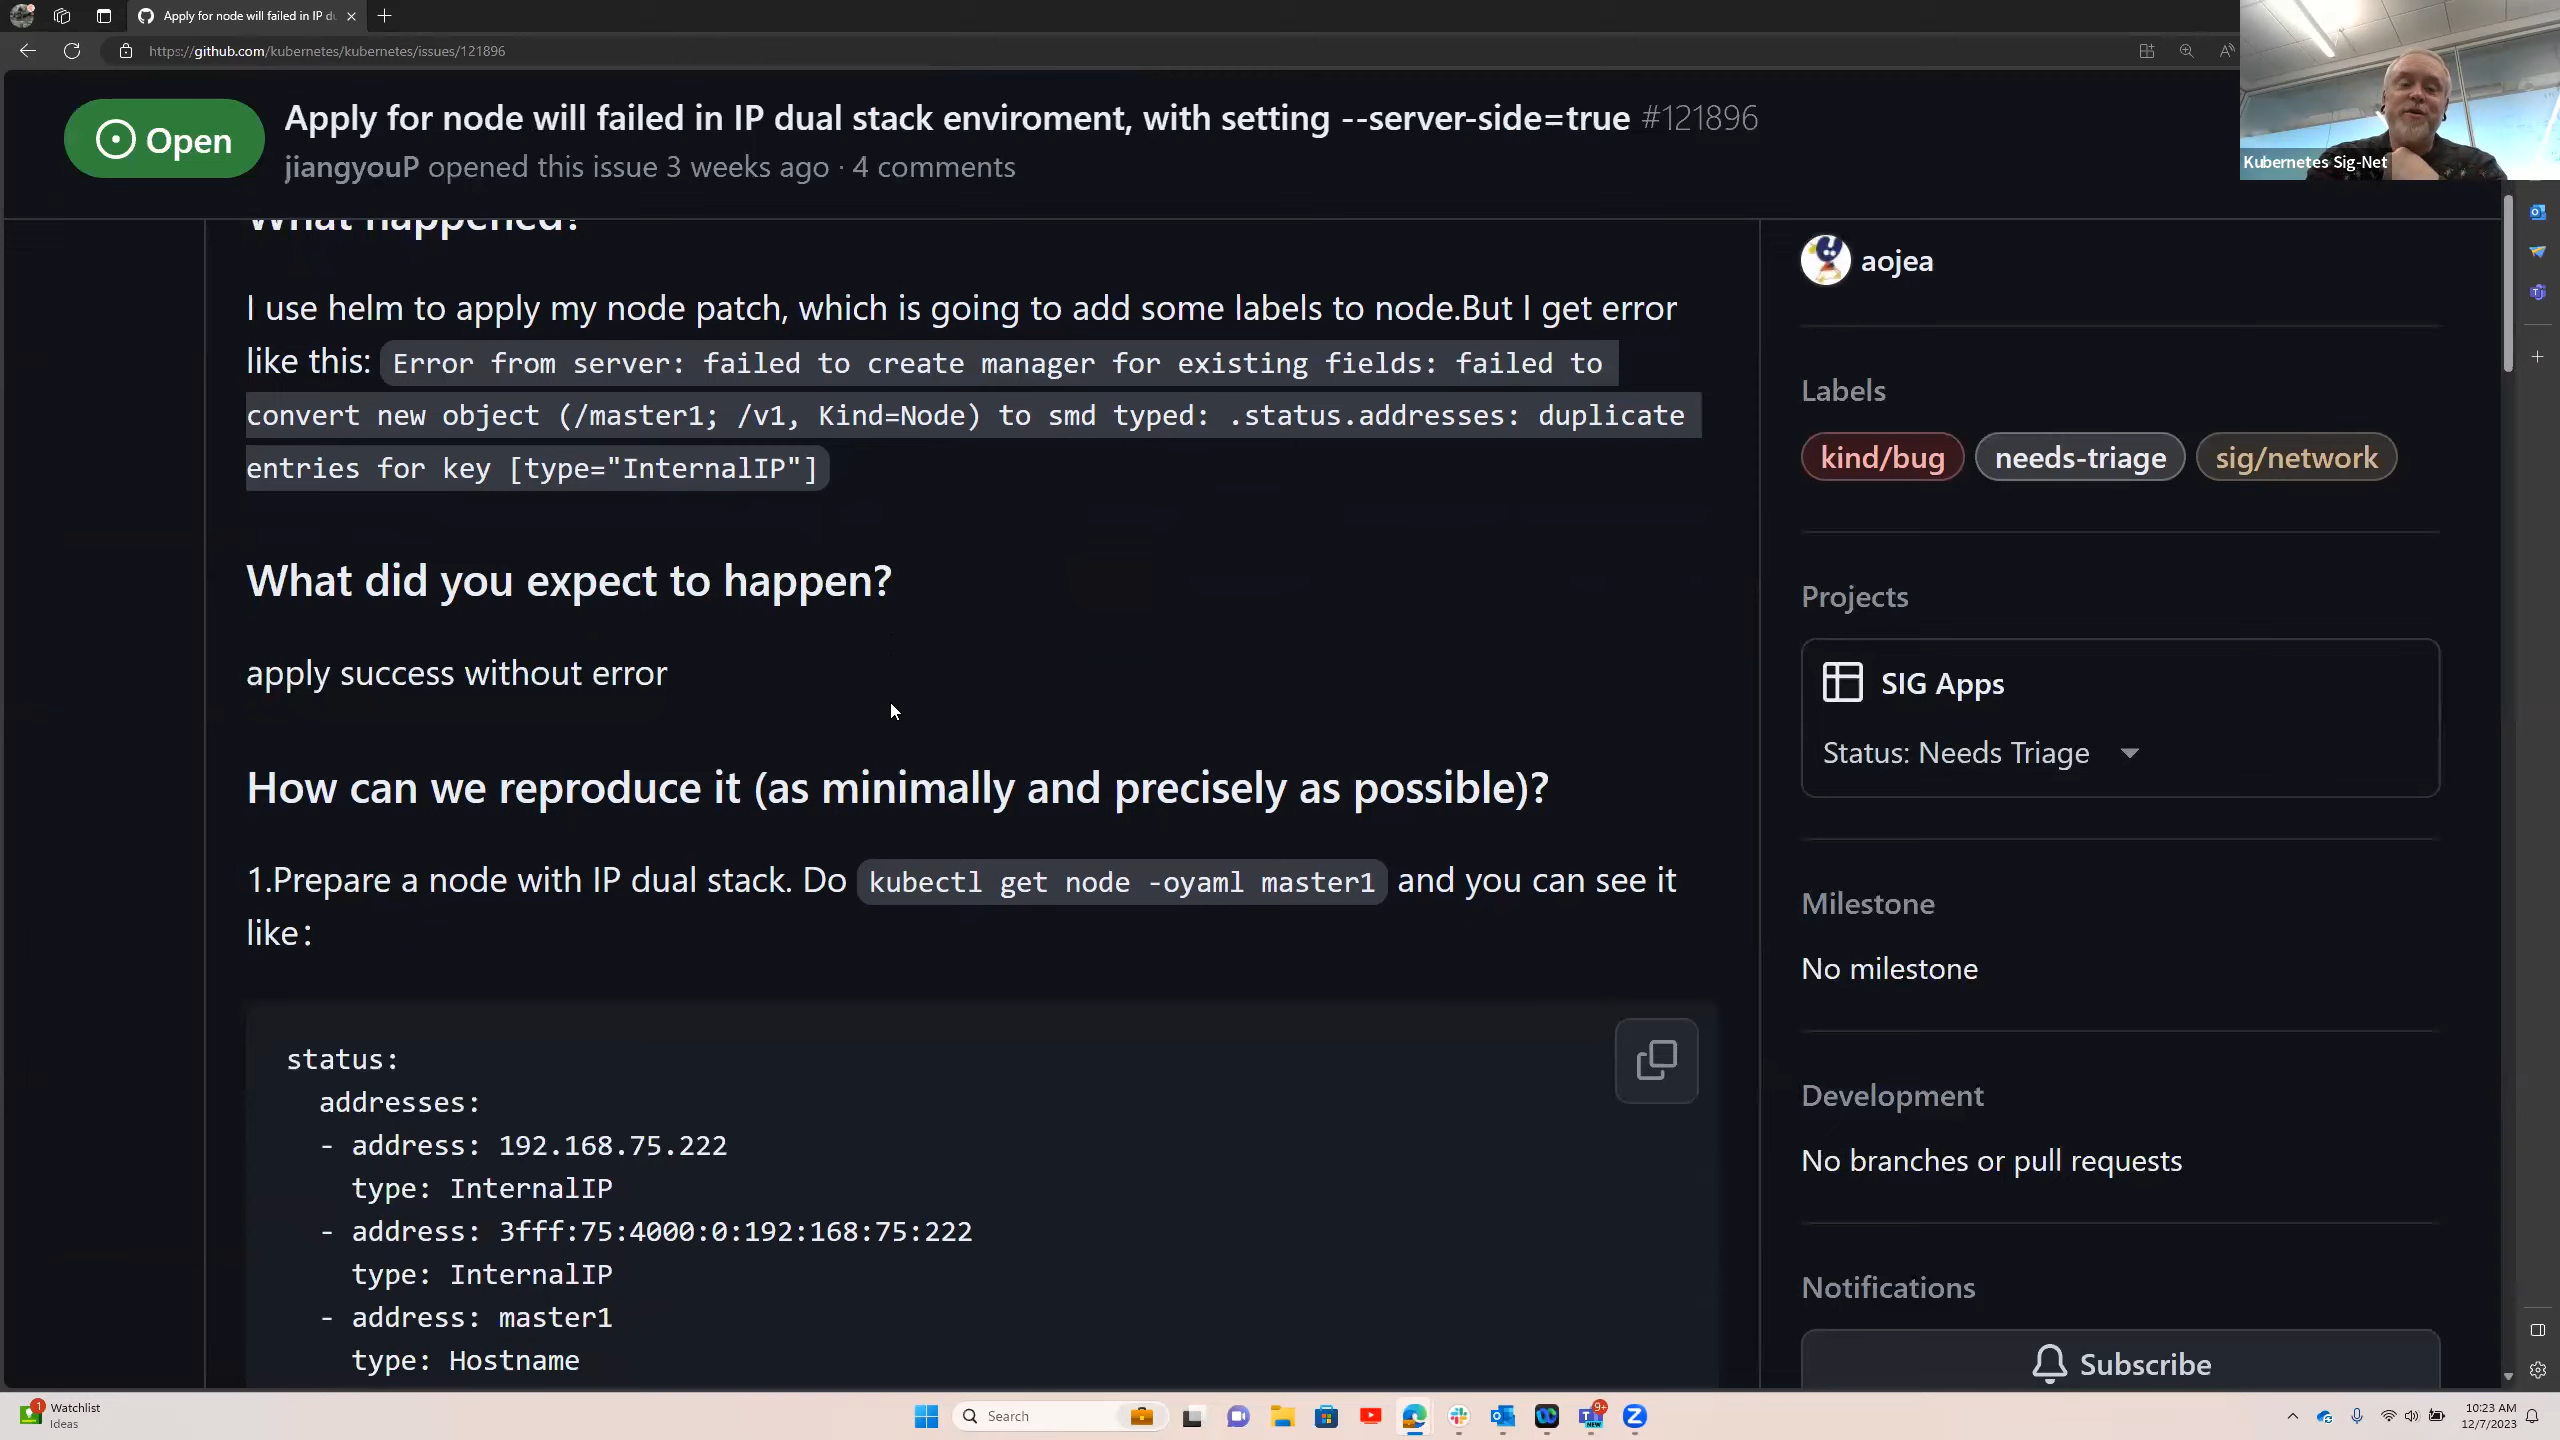 Apply for node will failed in IP du
https://github.com/kubernetes/kubernetes/issues/121896
Kubernetes Sig-Net
Open
Apply for node will failed in IP dual stack enviroment, with setting --server-side=true #121896
jiangyouP opened this issue 3 weeks ago · 4 comments
What happened?
I use helm to apply my node patch, which is going to add some labels to node.But I get error
like this: Error from server: failed to create manager for existing fields: failed to
convert new object (/master1; /v1, Kind=Node) to smd typed: .status.addresses: duplicate
entries for key [type="InternalIP"]
What did you expect to happen?
apply success without error
How can we reproduce it (as minimally and precisely as possible)?
1.Prepare a node with IP dual stack. Do kubectl get node -oyaml master1 and you can see it
like：
status:
addresses:
- address: 192.168.75.222
type: InternalIP
- address: 3fff:75:4000:0:192:168:75:222
type: InternalIP
- address: master1
type: Hostname
aojea
Labels
kind/bug needs-triage sig/network
Projects
SIG Apps
Status: Needs Triage
Milestone
No milestone
Development
No branches or pull requests
Notifications
Subscribe
1
Watchlist
Ideas
Search
9+
NEW
10:23 AM
12/7/2023